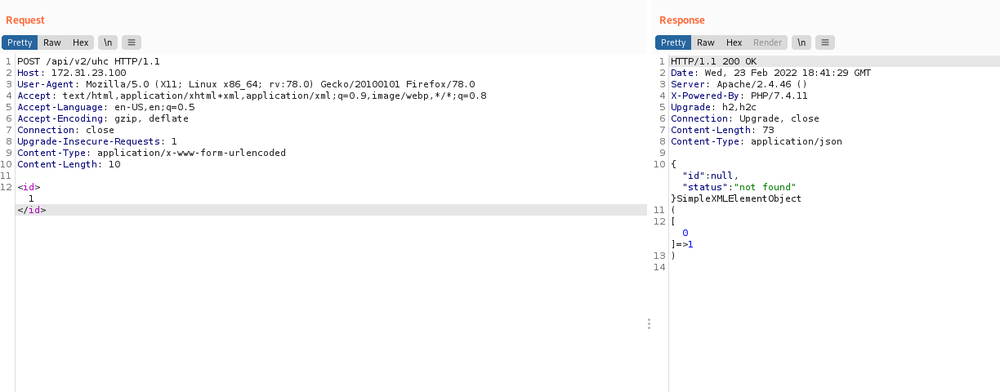 Request
Pretty Raw Hex \n ≡
1 POST /api/v2/uhc HTTP/1.1
2 Host: 172.31.23.100
3 User-Agent: Mozilla/5.0 (X11; Linux x86_64; rv:78.0) Gecko/20100101 Firefox/78.0
4 Accept: text/html,application/xhtml+xml,application/xml;q=0.9,image/webp,*/*;q=0.8
5 Accept-Language: en-US,en;q=0.5
6 Accept-Encoding: gzip, deflate
7 Connection: close
8 Upgrade-Insecure-Requests: 1
9 Content-Type: application/x-www-form-urlencoded
10 Content-Length: 10
11
12 <id>
1
</id>
Response
Pretty Raw Hex Render \n ≡
1 HTTP/1.1 200 OK
2 Date: Wed, 23 Feb 2022 18:41:29 GMT
3 Server: Apache/2.4.46 ()
4 X-Powered-By: PHP/7.4.11
5 Upgrade: h2,h2c
6 Connection: Upgrade, close
7 Content-Length: 73
8 Content-Type: application/json
9
10 {
"id":null,
"status":"not found"
}SimpleXMLElementObject
11 (
12 [
0
]=>1
13 )
14